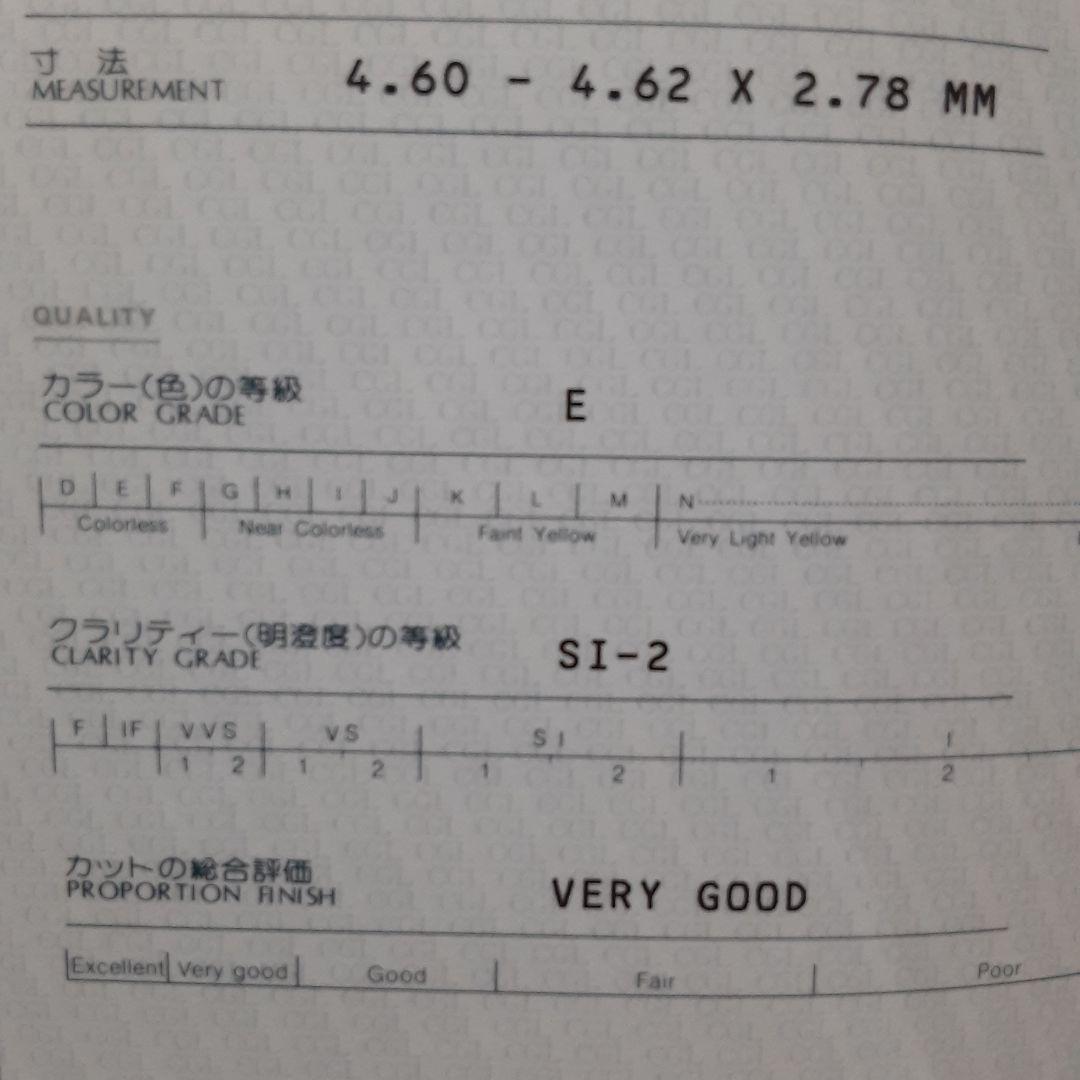 寸 法
MEASUREMENT
4.60 - 4.62 X 2.78 MM
QUALITY
カラー(色)の等級
COLOR GRADE
E
D E F G H I J K L M N
Colorless Near Colorless Faint Yellow Very Light Yellow
クラリティー(明澄度)の等級
CLARITY GRADE
SI-2
F IF VVS VS SI I
1 2 1 2 1 2 1 2
カットの総合評価
PROPORTION FINISH
VERY GOOD
Excellent Very good Good Fair Poor